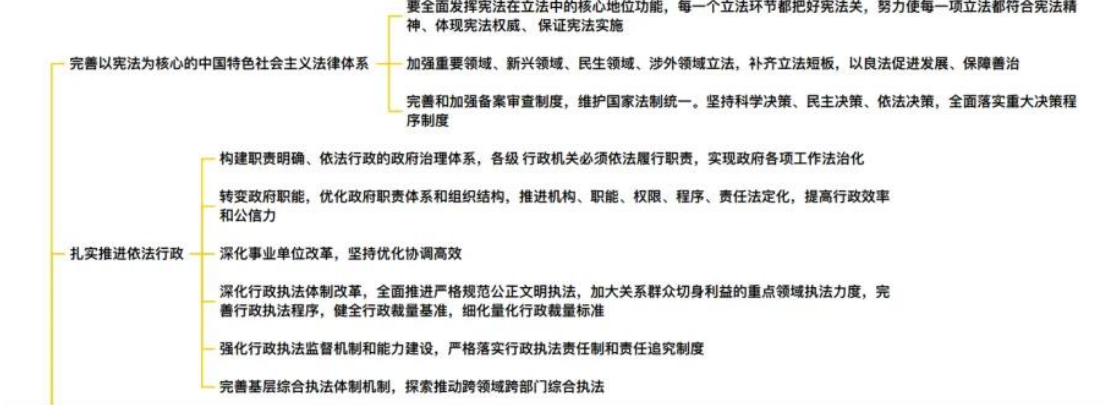 要全面发挥宪法在立法中的核心地位功能，每一个立法环节都把好宪法关，努力使每一项立法都符合宪法精
神、体现宪法权威、保证宪法实施
完善以宪法为核心的中国特色社会主义法律体系
加强重要领域、新兴领域、民生领域、涉外领域立法，补齐立法短板，以良法促进发展、保障善治
完善和加强备案审查制度，维护国家法制统一。坚持科学决策、民主决策、依法决策，全面落实重大决策程
序制度
构建职责明确、依法行政的政府治理体系，各级 行政机关必须依法履行职责，实现政府各项工作法治化
转变政府职能，优化政府职责体系和组织结构，推进机构、职能、权限、程序、责任法定化，提高行政效率
和公信力
扎实推进依法行政
深化事业单位改革，坚持优化协调高效
深化行政执法体制改革，全面推进严格规范公正文明执法，加大关系群众切身利益的重点领域执法力度，完
善行政执法程序，健全行政裁量基准，细化量化行政裁量标准
强化行政执法监督机制和能力建设，严格落实行政执法责任制和责任追究制度
完善基层综合执法体制机制，探索推动跨领域跨部门综合执法